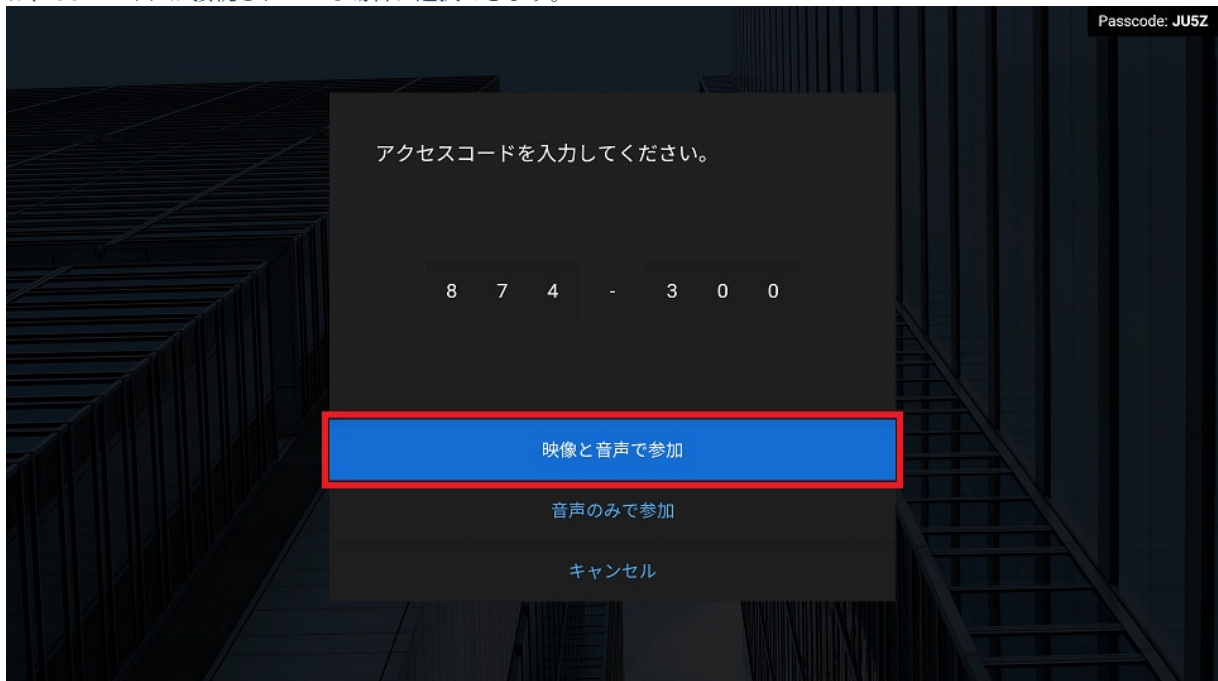 Passcode: JU5Z
アクセスコードを入力してください。
8 7 4 - 3 0 0
映像と音声で参加
音声のみで参加
キャンセル